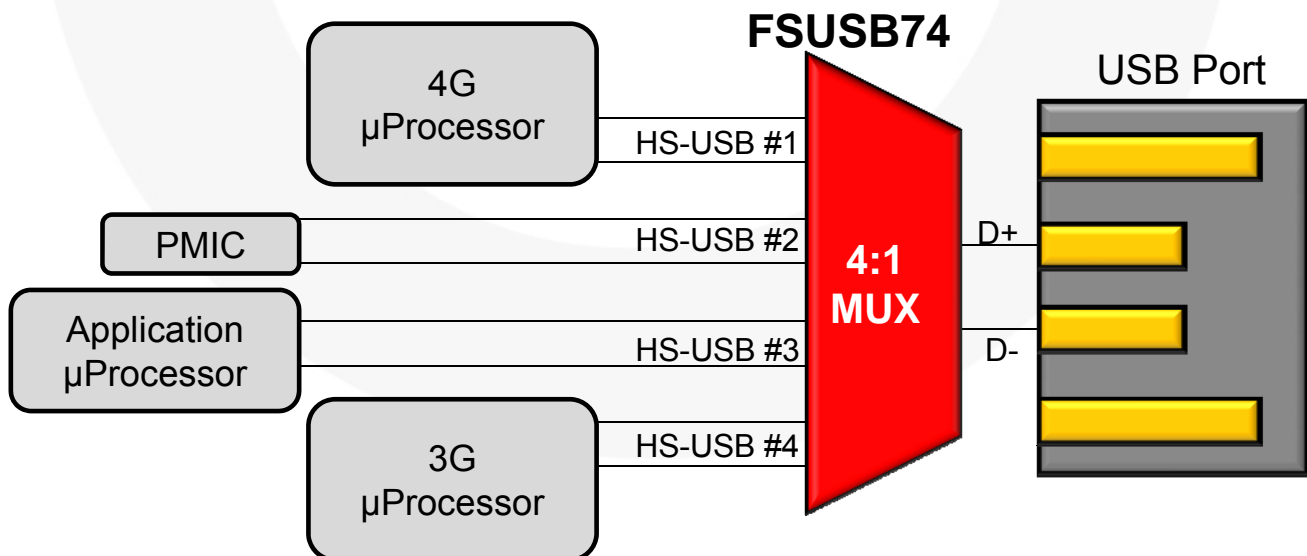 FSUSB74
USB Port
4G
µProcessor
HS-USB #1
PMIC
HS-USB #2
D+
4:1
MUX
Application
µProcessor
HS-USB #3
D-
3G
µProcessor
HS-USB #4